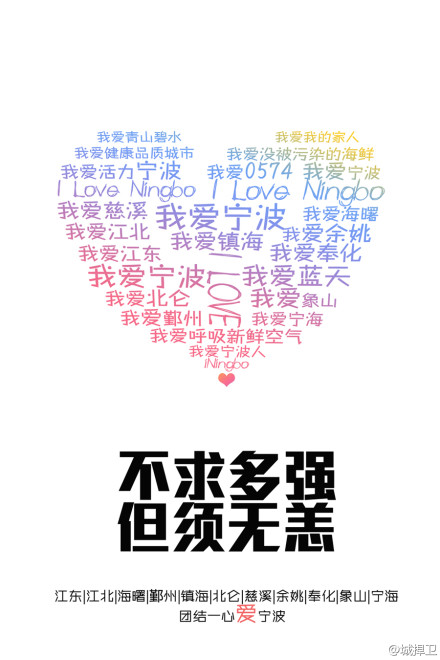 我爱青山碧水 我爱我的家人
我爱健康品质城市 我爱没被污染的海鲜
我爱活力宁波 我爱0574 我爱宁波
I Love Ningbo I Love Ningbo
我爱慈溪 我爱宁波 我爱海曙
我爱江北 我爱镇海 我爱余姚
我爱江东 我爱奉化
我爱宁波 I LOVE 我爱蓝天
我爱北仑 我爱象山
我爱鄞州 我爱宁海
我爱呼吸新鲜空气
我爱宁波人
INingbo
不求多强
但须无恙
江东|江北|海曙|鄞州|镇海|北仑|慈溪|余姚|奉化|象山|宁海
团结一心爱宁波
@城捍卫